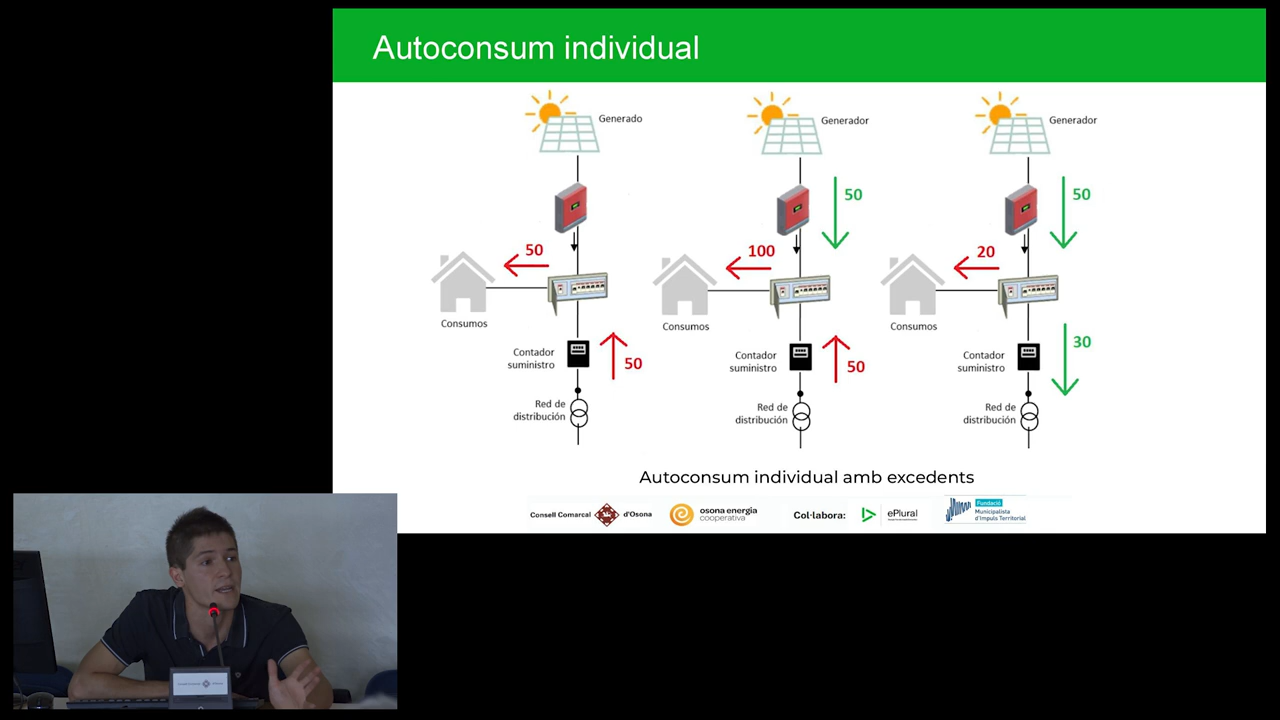 Autoconsum individual
Generado
50
Consumos
Contador
suministro
50
Red de
distribución
Generador
50
100
Consumos
Contador
suministro
50
Red de
distribución
Generador
50
20
Consumos
Contador
suministro
30
Red de
distribución
Autoconsum individual amb excedents
Consell Comarcal d'Osona
osona energia
cooperativa
Col·labora:
ePlural
Fundació
Municipalista
d'Impuls Territorial